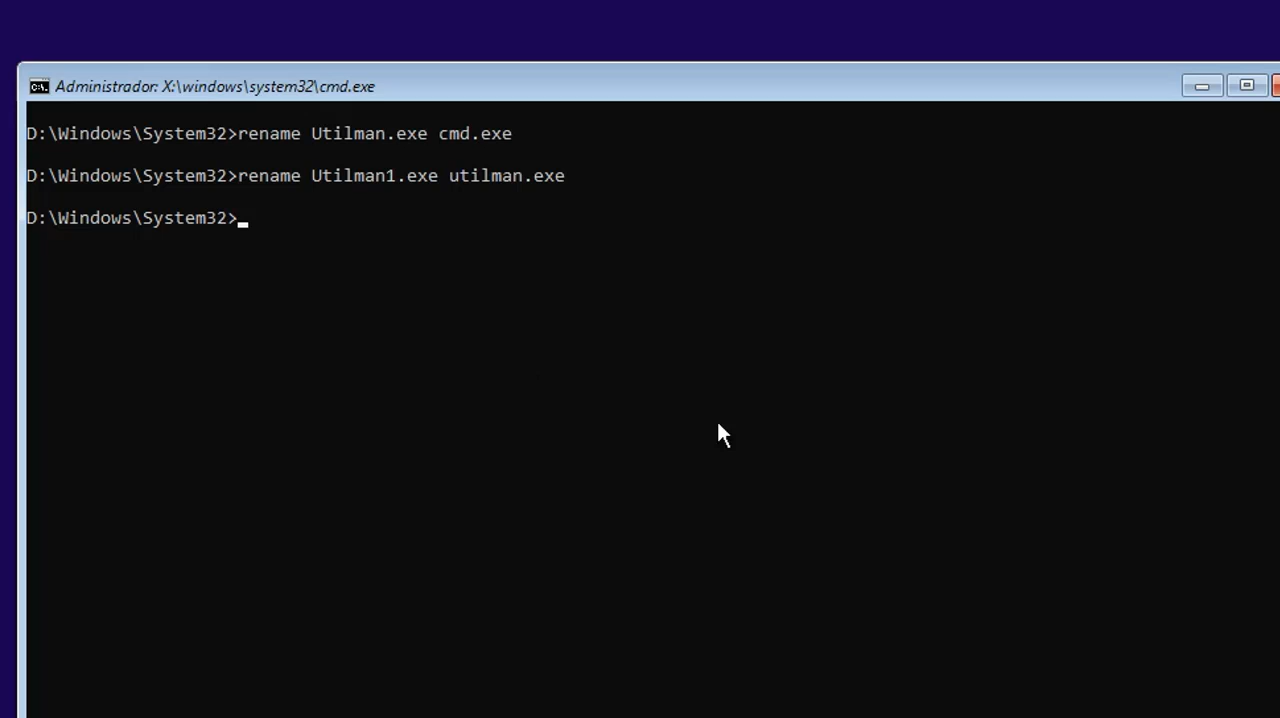 Administrador: X:\windows\system32\cmd.exe
D:\Windows\System32>rename Utilman.exe cmd.exe
D:\Windows\System32>rename Utilman1.exe utilman.exe
D:\Windows\System32>